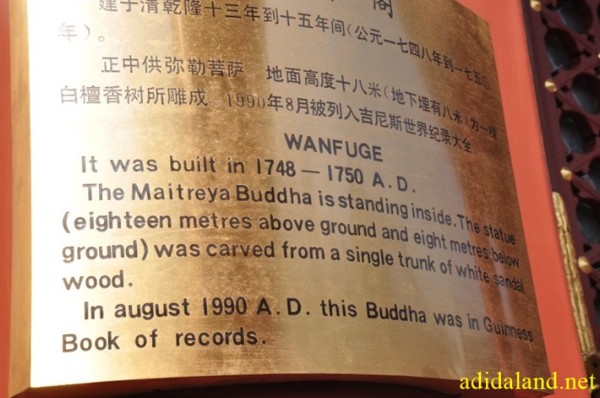 阁
建于清乾隆十三年到十五年间(公元一七四八年到一七五〇
年)。
正中供弥勒菩萨 地面高度十八米(地下埋有八米)为一棵
白檀香树所雕成 1990年8月被列入吉尼斯世界纪录大全
WANFUGE
It was built in 1748 — 1750 A.D.
The Maitreya Buddha is standing inside.The statue
(eighteen metres above ground and eight metres below
ground) was carved from a single trunk of white sandal
wood.
In august 1990 A.D. this Buddha was in Guinness
Book of records.
adidaland.net